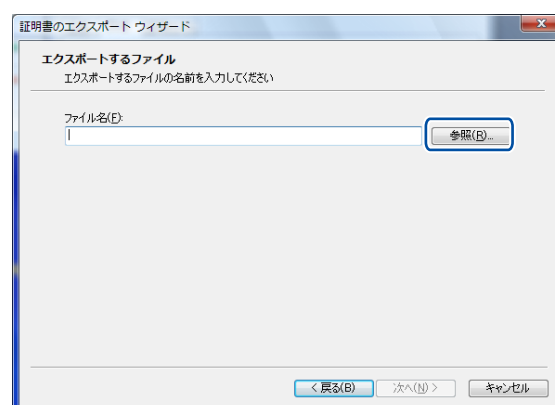 証明書のエクスポート ウィザード
エクスポートするファイル
エクスポートするファイルの名前を入力してください
ファイル名(F):
参照(R)...
< 戻る(B)
次へ(N) >
キャンセル